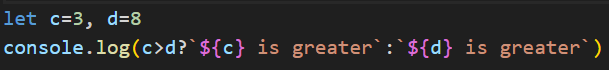 let c=3, d=8
console.log(c>d?`${c} is greater`:`${d} is greater`)